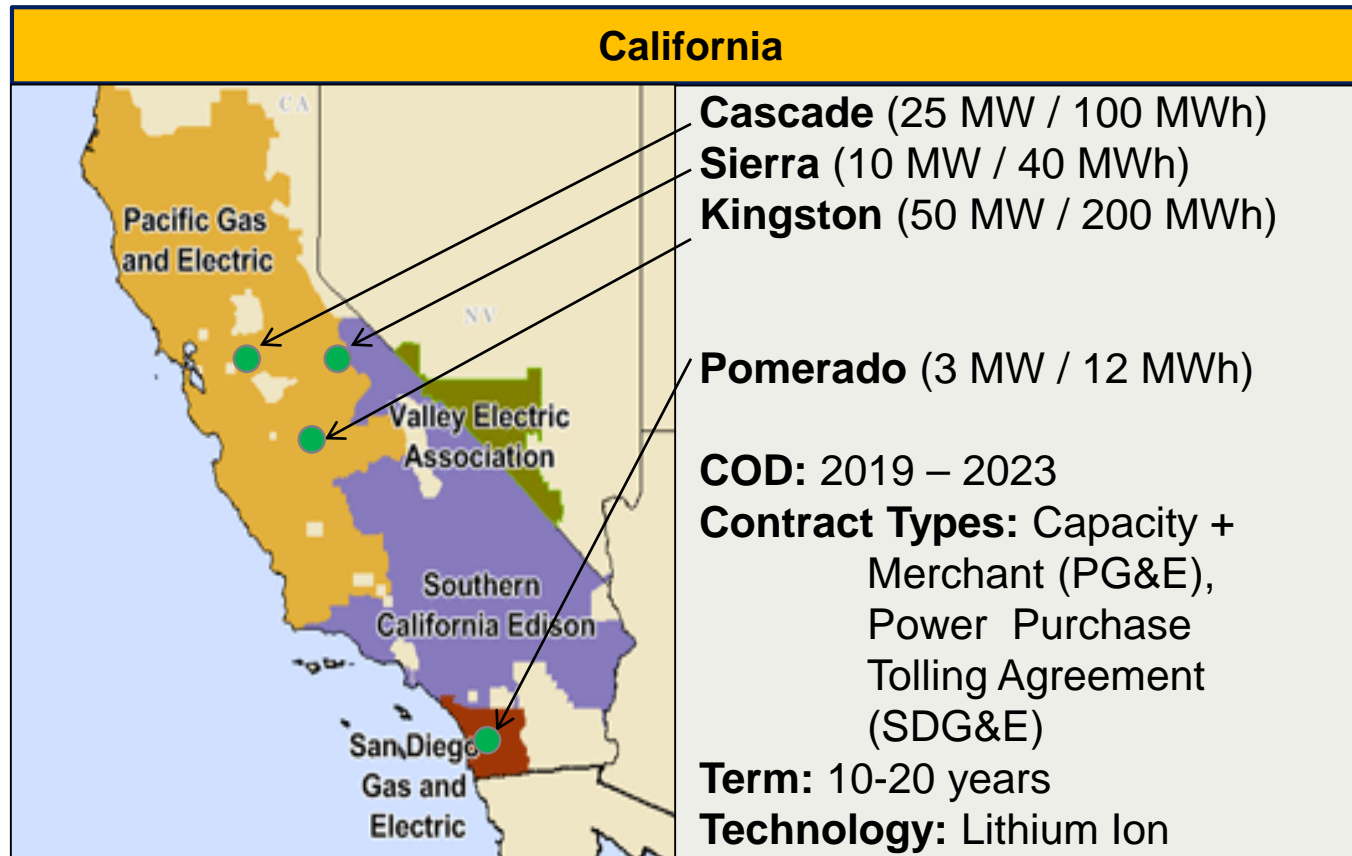 California
CA
NV
Pacific Gas
and Electric
Valley Electric
Association
Southern
California Edison
San Diego
Gas and
Electric
Cascade (25 MW / 100 MWh)
Sierra (10 MW / 40 MWh)
Kingston (50 MW / 200 MWh)
Pomerado (3 MW / 12 MWh)
COD: 2019 – 2023
Contract Types: Capacity +
Merchant (PG&E),
Power Purchase
Tolling Agreement
(SDG&E)
Term: 10-20 years
Technology: Lithium Ion